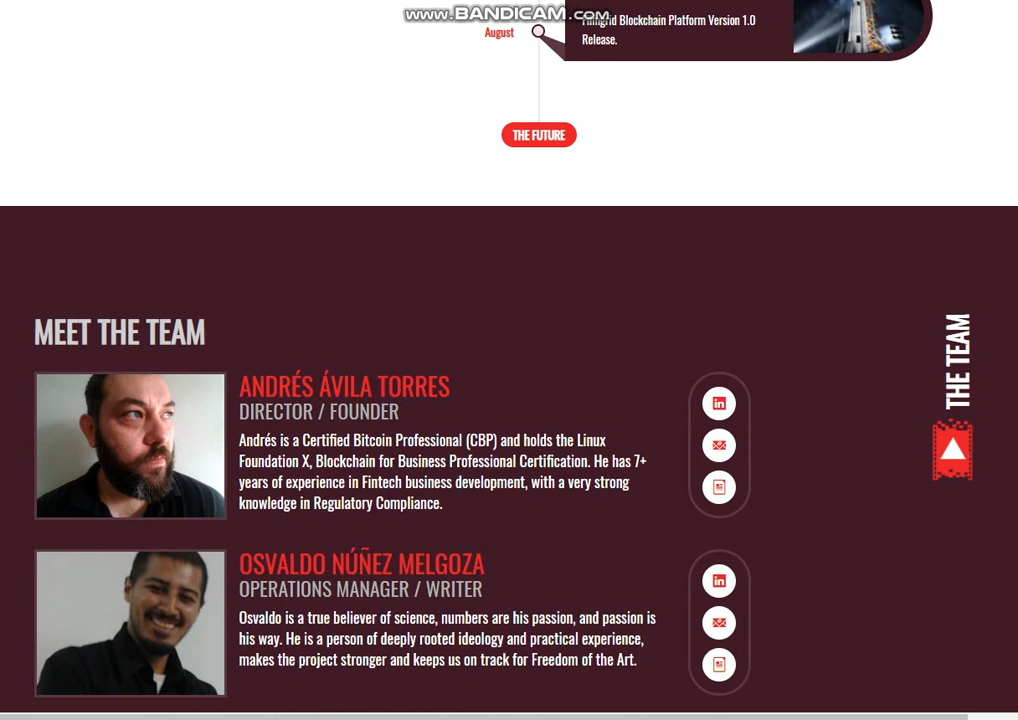 www.BANDICAM.com
Filmgrid Blockchain Platform Version 1.0
August
Release.
THE FUTURE
MEET THE TEAM
THE TEAM
ANDRÉS ÁVILA TORRES
DIRECTOR / FOUNDER
Andrés is a Certified Bitcoin Professional (CBP) and holds the Linux
Foundation X, Blockchain for Business Professional Certification. He has 7+
years of experience in Fintech business development, with a very strong
knowledge in Regulatory Compliance.
OSVALDO NÚÑEZ MELGOZA
OPERATIONS MANAGER / WRITER
Osvaldo is a true believer of science, numbers are his passion, and passion is
his way. He is a person of deeply rooted ideology and practical experience,
makes the project stronger and keeps us on track for Freedom of the Art.